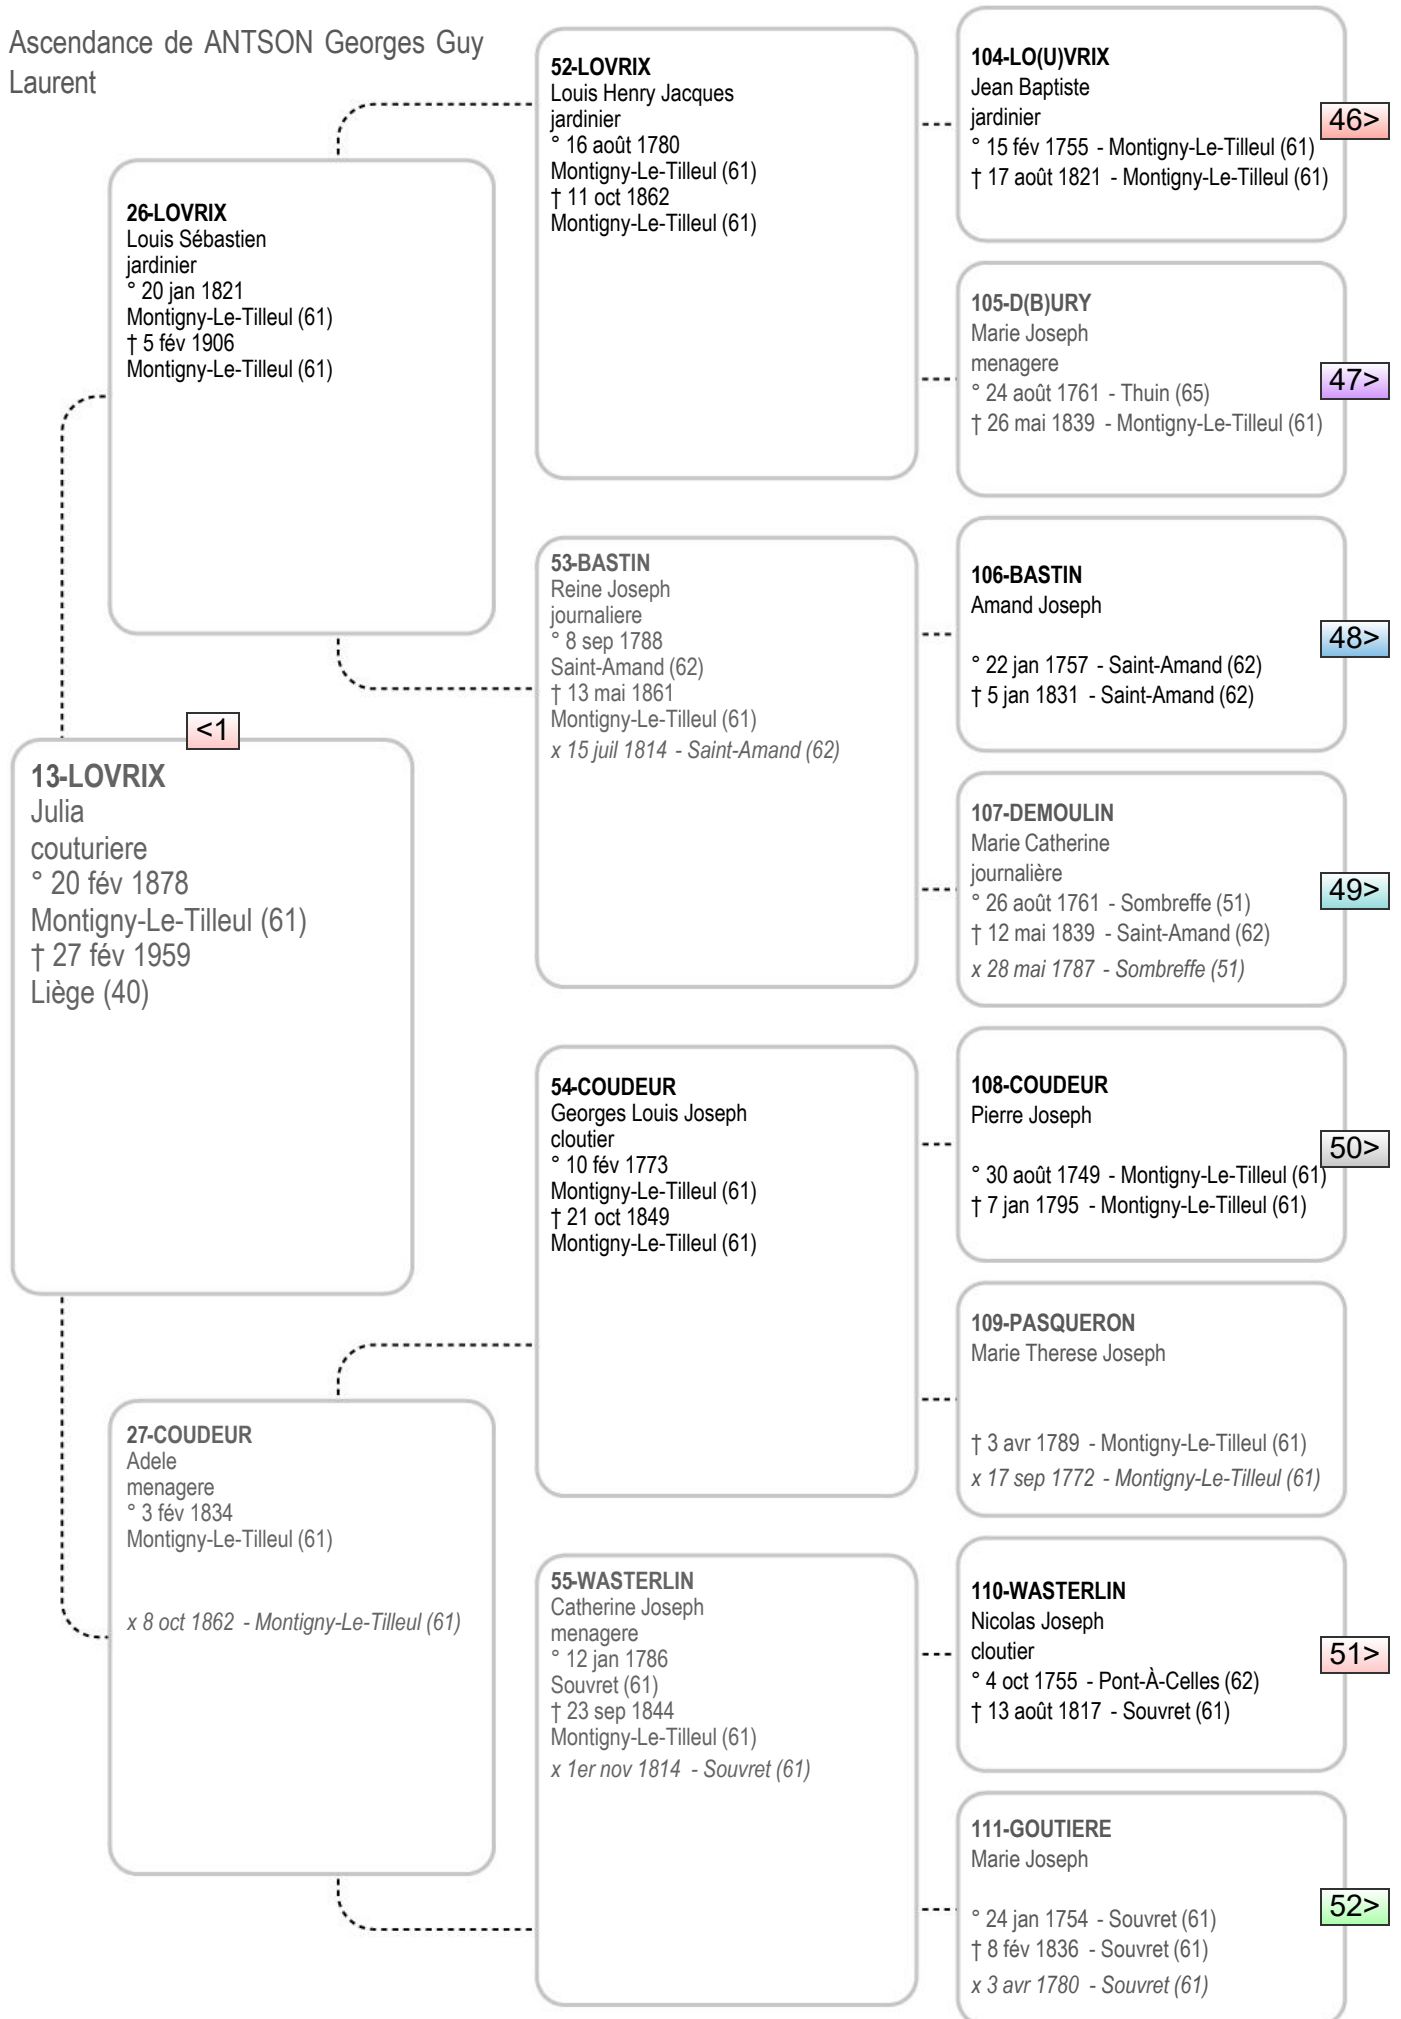 Ascendance de ANTSON Georges Guy
Laurent
13-LOVRIX
Julia
couturiere
° 20 fév 1878
Montigny-Le-Tilleul (61)
† 27 fév 1959
Liège (40)
<1
26-LOVRIX
Louis Sébastien
jardinier
° 20 jan 1821
Montigny-Le-Tilleul (61)
† 5 fév 1906
Montigny-Le-Tilleul (61)
27-COUDEUR
Adele
menagere
° 3 fév 1834
Montigny-Le-Tilleul (61)
x 8 oct 1862 - Montigny-Le-Tilleul (61)
52-LOVRIX
Louis Henry Jacques
jardinier
° 16 août 1780
Montigny-Le-Tilleul (61)
† 11 oct 1862
Montigny-Le-Tilleul (61)
53-BASTIN
Reine Joseph
journaliere
° 8 sep 1788
Saint-Amand (62)
† 13 mai 1861
Montigny-Le-Tilleul (61)
x 15 juil 1814 - Saint-Amand (62)
54-COUDEUR
Georges Louis Joseph
cloutier
° 10 fév 1773
Montigny-Le-Tilleul (61)
† 21 oct 1849
Montigny-Le-Tilleul (61)
55-WASTERLIN
Catherine Joseph
menagere
° 12 jan 1786
Souvret (61)
† 23 sep 1844
Montigny-Le-Tilleul (61)
x 1er nov 1814 - Souvret (61)
104-LO(U)VRIX
Jean Baptiste
jardinier
° 15 fév 1755 - Montigny-Le-Tilleul (61)
† 17 août 1821 - Montigny-Le-Tilleul (61)
46>
105-D(B)URY
Marie Joseph
menagere
° 24 août 1761 - Thuin (65)
† 26 mai 1839 - Montigny-Le-Tilleul (61)
47>
106-BASTIN
Amand Joseph
° 22 jan 1757 - Saint-Amand (62)
† 5 jan 1831 - Saint-Amand (62)
48>
107-DEMOULIN
Marie Catherine
journalière
° 26 août 1761 - Sombreffe (51)
† 12 mai 1839 - Saint-Amand (62)
x 28 mai 1787 - Sombreffe (51)
49>
108-COUDEUR
Pierre Joseph
° 30 août 1749 - Montigny-Le-Tilleul (61)
† 7 jan 1795 - Montigny-Le-Tilleul (61)
50>
109-PASQUERON
Marie Therese Joseph
† 3 avr 1789 - Montigny-Le-Tilleul (61)
x 17 sep 1772 - Montigny-Le-Tilleul (61)
110-WASTERLIN
Nicolas Joseph
cloutier
° 4 oct 1755 - Pont-À-Celles (62)
† 13 août 1817 - Souvret (61)
51>
111-GOUTIERE
Marie Joseph
° 24 jan 1754 - Souvret (61)
† 8 fév 1836 - Souvret (61)
x 3 avr 1780 - Souvret (61)
52>